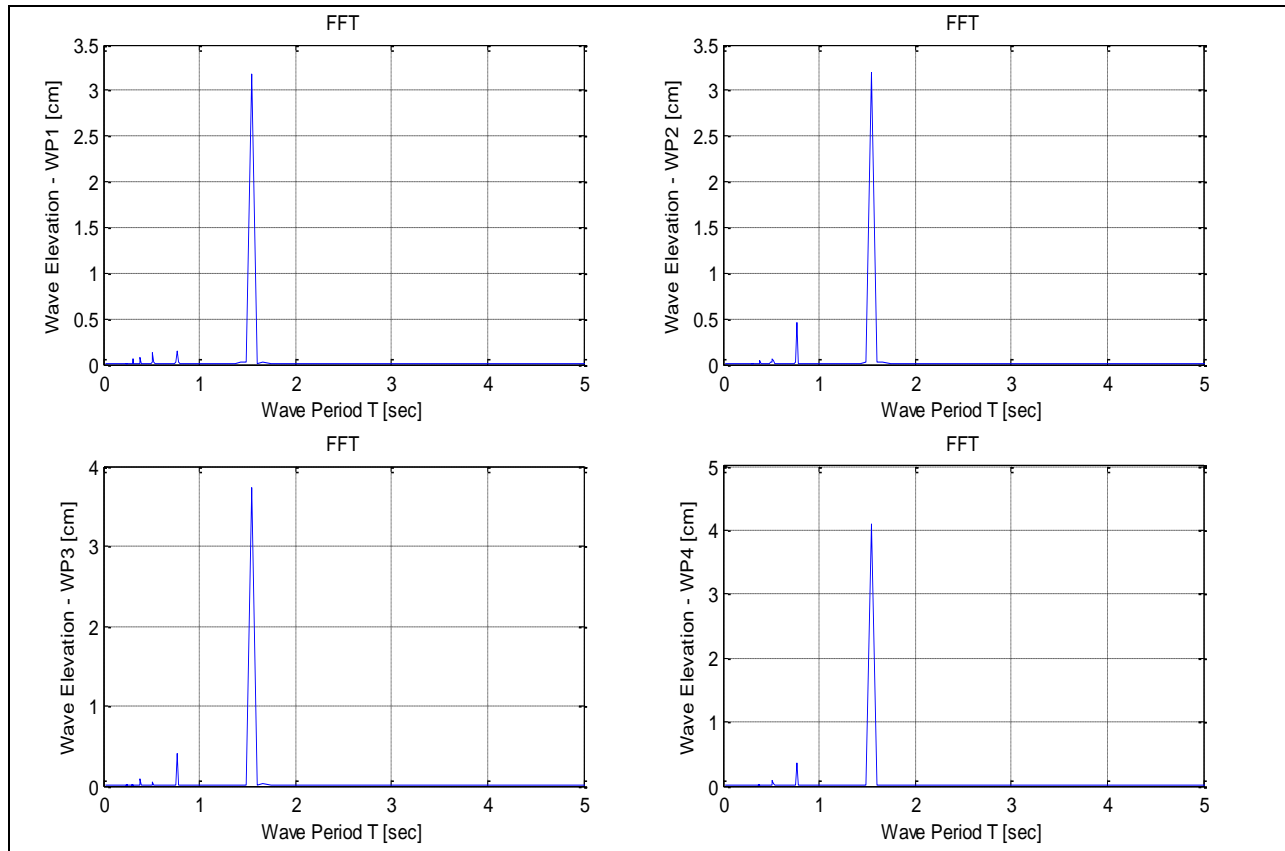 FFT
Wave Elevation - WP1 [cm]
3.5
3
2.5
2
1.5
1
0.5
0
0 1 2 3 4 5
Wave Period T [sec]
FFT
Wave Elevation - WP2 [cm]
3.5
3
2.5
2
1.5
1
0.5
0
0 1 2 3 4 5
Wave Period T [sec]
FFT
Wave Elevation - WP3 [cm]
4
3
2
1
0
0 1 2 3 4 5
Wave Period T [sec]
FFT
Wave Elevation - WP4 [cm]
5
4
3
2
1
0
0 1 2 3 4 5
Wave Period T [sec]